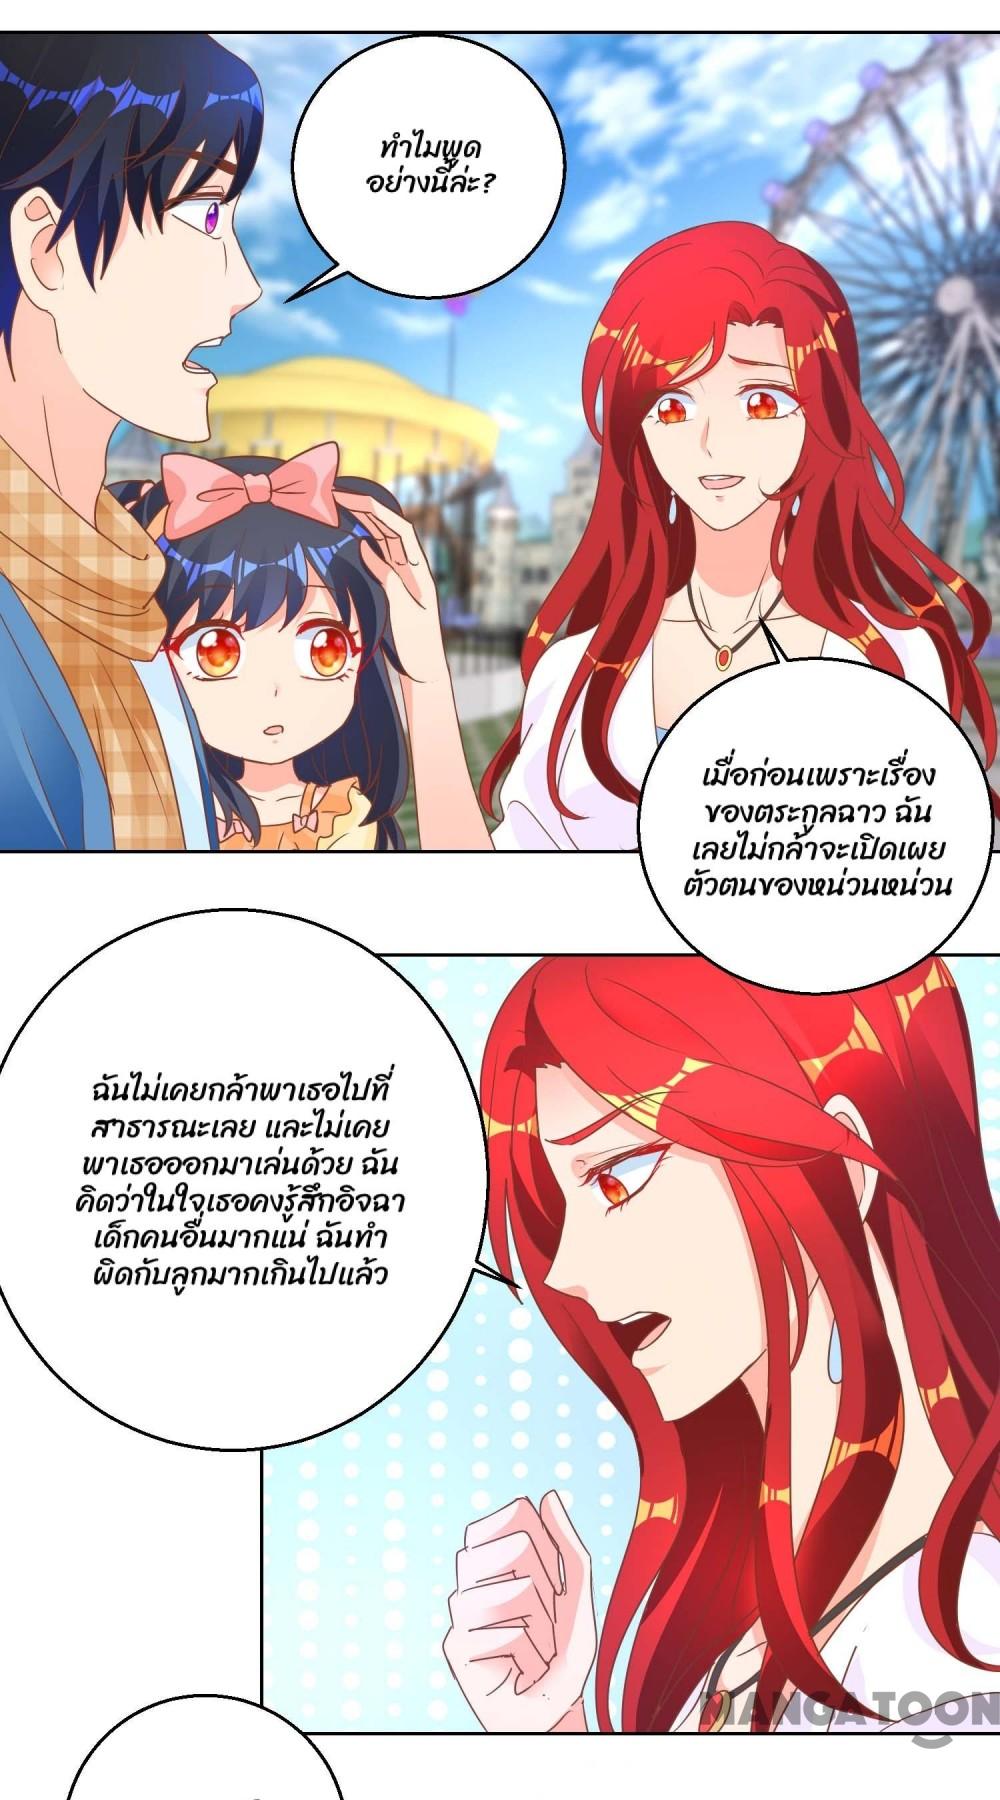 ทำไมพูด
อย่างนี้ล่ะ?
เมื่อก่อนเพราะเรื่อง
ของตระกูลฉาว ฉัน
เลยไม่กล้าจะเปิดเผย
ตัวตนของหน่วนหน่วน
ฉันไม่เคยกล้าพาเธอไปที่
สาธารณะเลย และไม่เคย
พาเธอออกมาเล่นด้วย ฉัน
คิดว่าในใจเธอคงรู้สึกอิจฉา
เด็กคนอื่นมากแน่ ฉันทำ
ผิดกับลูกมากเกินไปแล้ว
MANGATOON